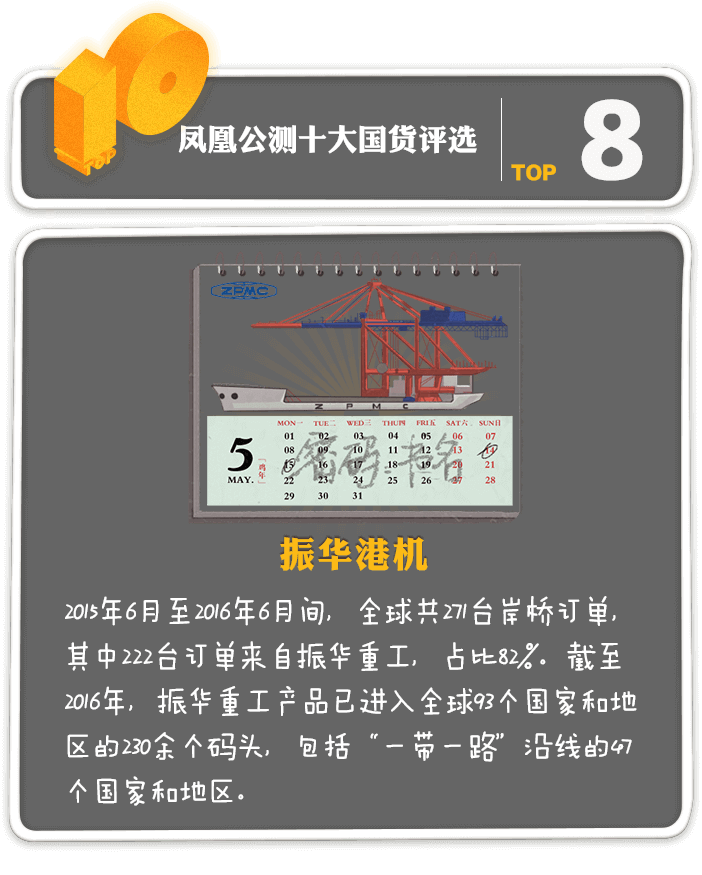 TOP
凤凰公测十大国货评选
TOP 8
ZPMC
ZPMC
MON一 TUE二 WED三 THU四 FRI五 SAT六 SUN日
01 02 03 04 05 06 07
08 09 10 11 12 13 14
15 16 17 18 19 20 21
22 23 24 25 26 27 28
29 30 31
5
MAY.
鸡年
密码:书名
振华港机
2015年6月至2016年6月间,全球共271台岸桥订单,
其中222台订单来自振华重工,占比82%。截至
2016年,振华重工产品已进入全球93个国家和地
区的230余个码头,包括“一带一路”沿线的47
个国家和地区。